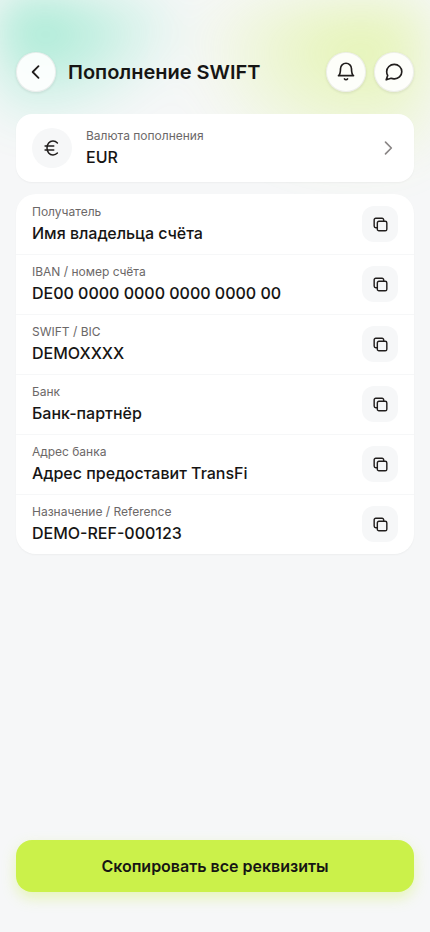 Пополнение SWIFT
Валюта пополнения
€
EUR
Получатель
Имя владельца счёта
IBAN / номер счёта
DE00 0000 0000 0000 0000 00
SWIFT / BIC
DEMOXXXX
Банк
Банк-партнёр
Адрес банка
Адрес предоставит TransFi
Назначение / Reference
DEMO-REF-000123
Скопировать все реквизиты